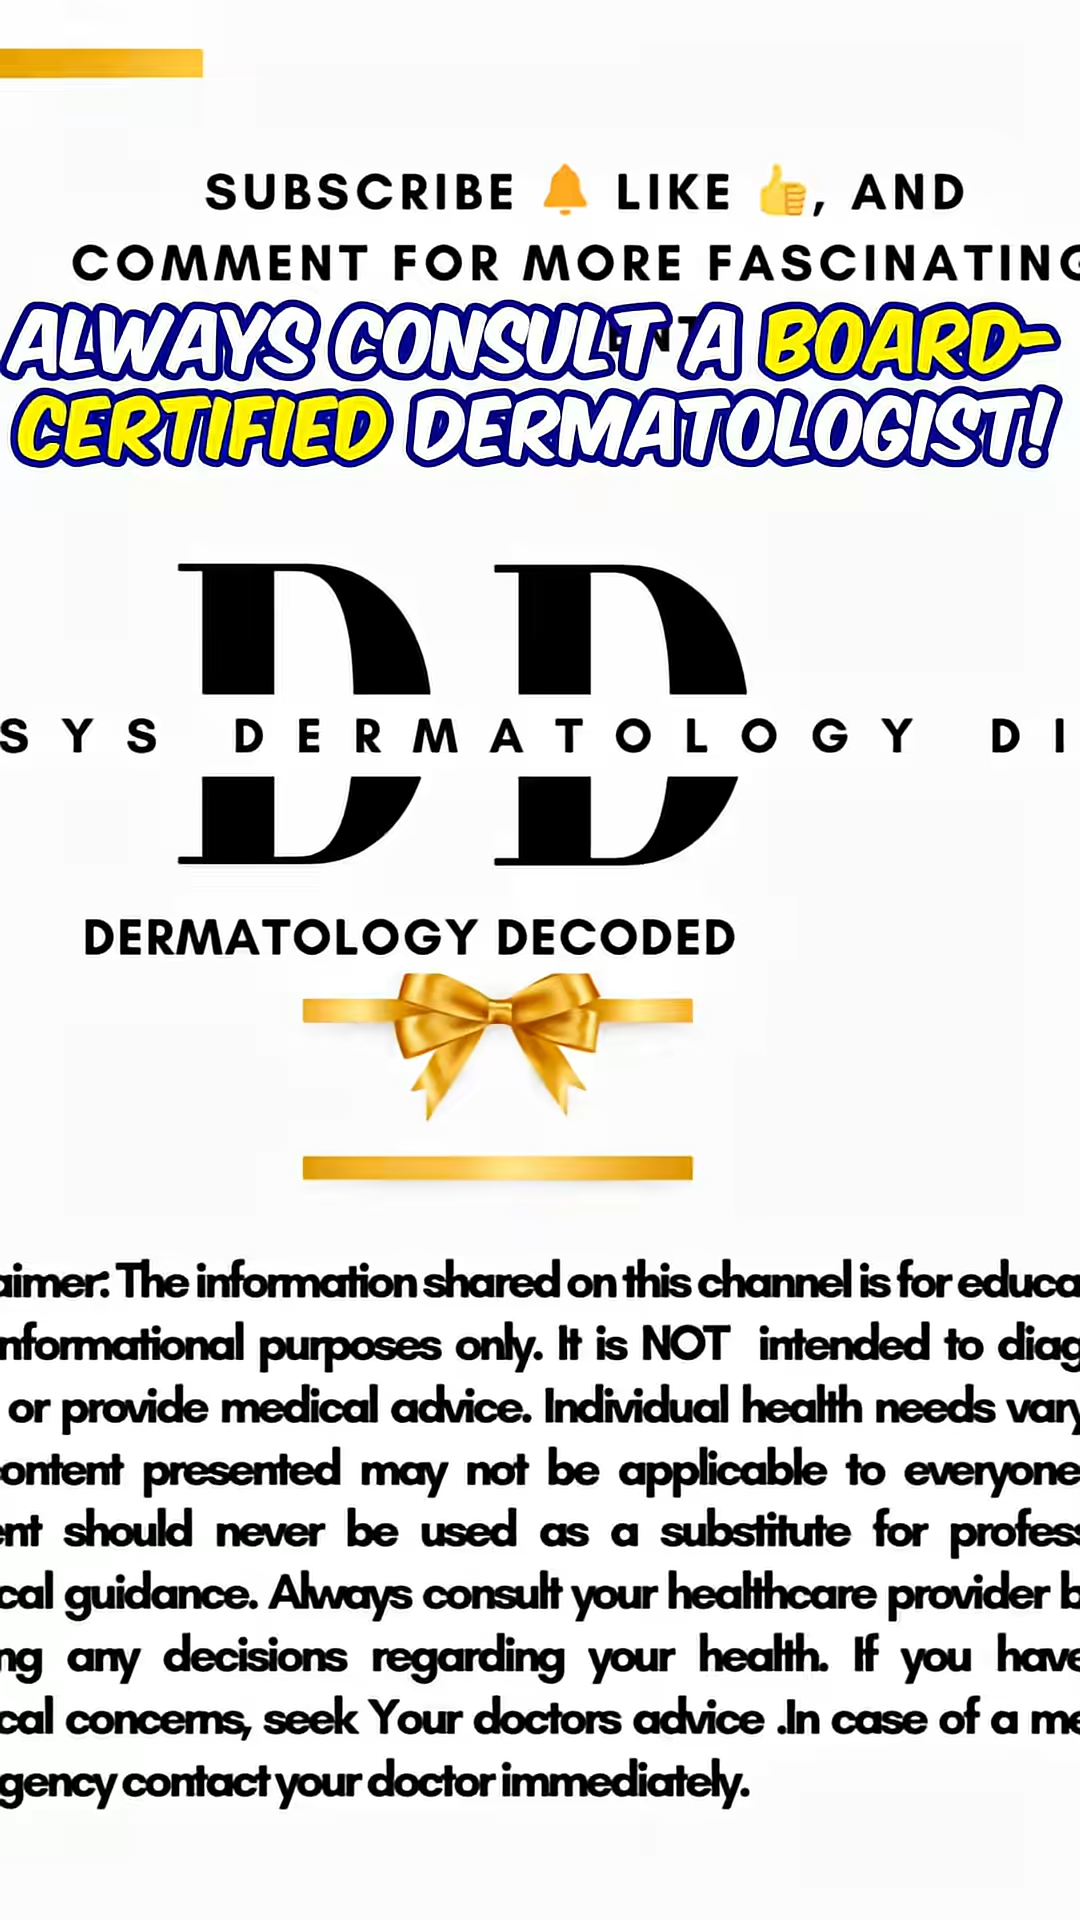 SUBSCRIBE 🔔 LIKE 👍, AND
COMMENT FOR MORE FASCINATING
ALWAYS CONSULT A BOARD-
CERTIFIED DERMATOLOGIST!
DD
SYS DERMATOLOGY DI
DERMATOLOGY DECODED
aimer: The information shared on this channel is for educa
nformational purposes only. It is NOT intended to diag
or provide medical advice. Individual health needs vary
ontent presented may not be applicable to everyone
ent should never be used as a substitute for profess
cal guidance. Always consult your healthcare provider b
ng any decisions regarding your health. If you have
cal concerns, seek Your doctors advice .In case of a me
gency contact your doctor immediately.